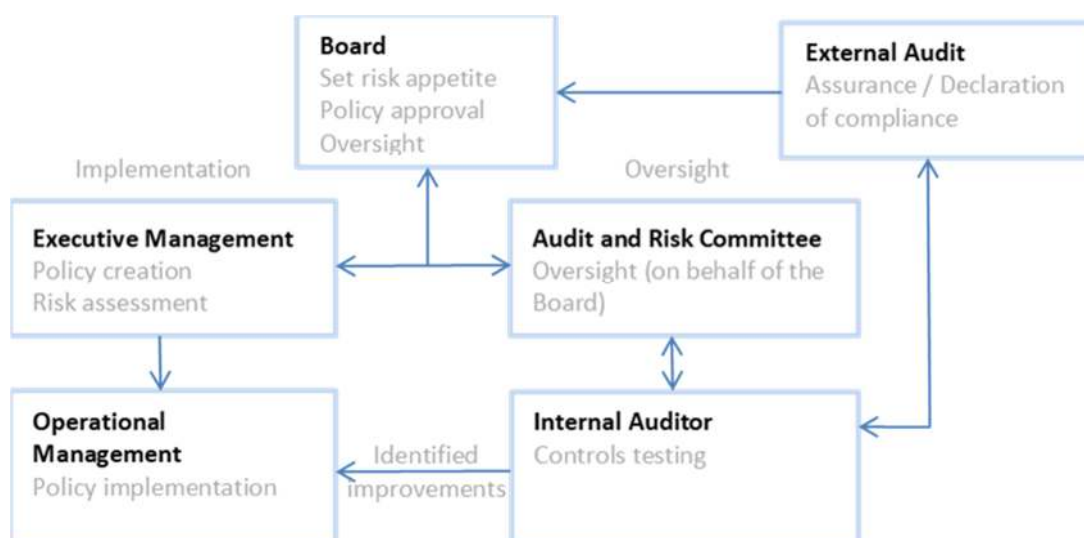 Board
Set risk appetite
Policy approval
Oversight
External Audit
Assurance / Declaration
of compliance
Implementation
Oversight
Executive Management
Policy creation
Risk assessment
Audit and Risk Committee
Oversight (on behalf of the
Board)
Operational
Management
Policy implementation
Identified
improvements
Internal Auditor
Controls testing